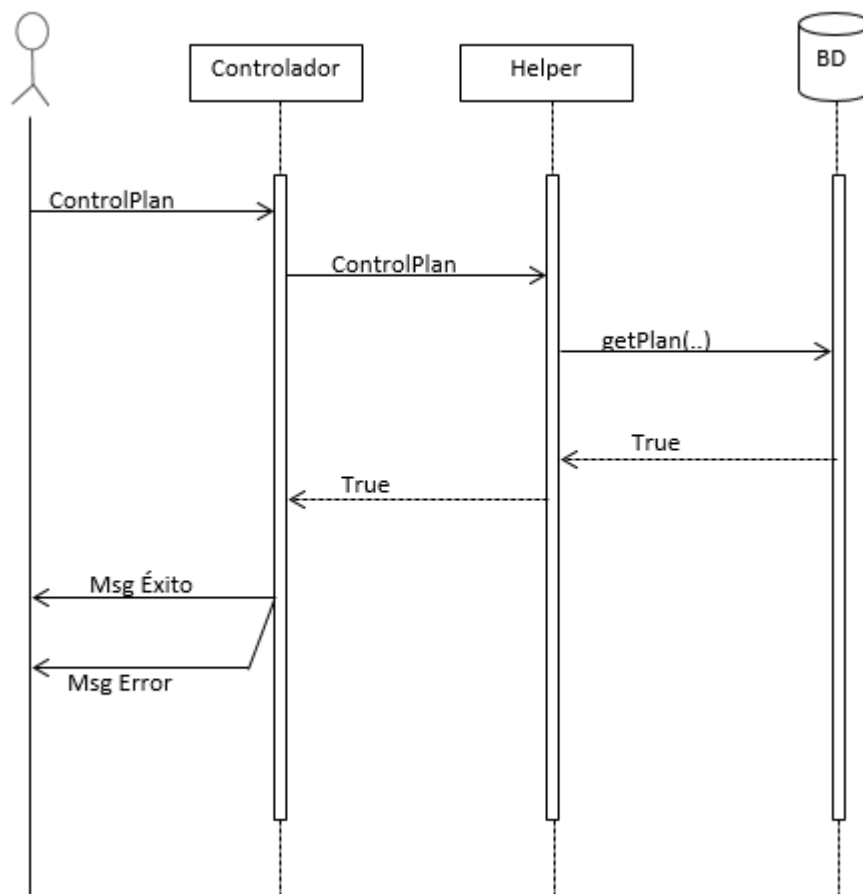 Controlador
Helper
BD
ControlPlan
ControlPlan
getPlan(..)
True
True
Msg Éxito
Msg Error